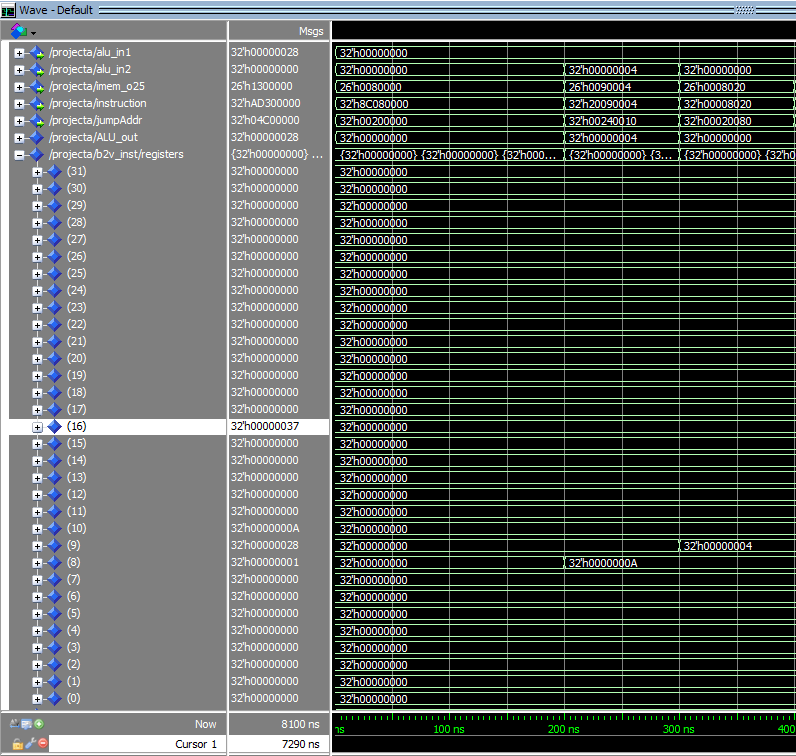 Wave - Default
Msgs
/projecta/alu_in1 32'h00000028 32'h00000000
/projecta/alu_in2 32'h00000000 32'h00000000 32'h00000004 32'h00000000
/projecta/imem_o25 26'h1300000 26'h0080000 26'h0090004 26'h0008020
/projecta/instruction 32'hAD300000 32'h8C080000 32'h20090004 32'h00008020
/projecta/jumpAddr 32'h04C00000 32'h00200000 32'h00240010 32'h00020080
/projecta/ALU_out 32'h00000028 32'h00000000 32'h00000004 32'h00000000
/projecta/b2v_inst/registers {32'h00000000} ... {32'h00000000} {32'h00000000} {32'h000... {32'h00000000} {3... {32'h00000000} {32'h0
(31) 32'h00000000 32'h00000000
(30) 32'h00000000 32'h00000000
(29) 32'h00000000 32'h00000000
(28) 32'h00000000 32'h00000000
(27) 32'h00000000 32'h00000000
(26) 32'h00000000 32'h00000000
(25) 32'h00000000 32'h00000000
(24) 32'h00000000 32'h00000000
(23) 32'h00000000 32'h00000000
(22) 32'h00000000 32'h00000000
(21) 32'h00000000 32'h00000000
(20) 32'h00000000 32'h00000000
(19) 32'h00000000 32'h00000000
(18) 32'h00000000 32'h00000000
(17) 32'h00000000 32'h00000000
(16) 32'h00000037 32'h00000000
(15) 32'h00000000 32'h00000000
(14) 32'h00000000 32'h00000000
(13) 32'h00000000 32'h00000000
(12) 32'h00000000 32'h00000000
(11) 32'h00000000 32'h00000000
(10) 32'h0000000A 32'h00000000
(9) 32'h00000028 32'h00000000 32'h00000004
(8) 32'h00000001 32'h00000000 32'h0000000A
(7) 32'h00000000 32'h00000000
(6) 32'h00000000 32'h00000000
(5) 32'h00000000 32'h00000000
(4) 32'h00000000 32'h00000000
(3) 32'h00000000 32'h00000000
(2) 32'h00000000 32'h00000000
(1) 32'h00000000 32'h00000000
(0) 32'h00000000 32'h00000000
Now 8100 ns ns 100 ns 200 ns 300 ns 400
Cursor 1 7290 ns